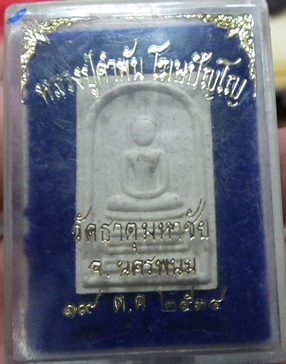 หลวงปู่คำพันธ์ โฆษปัญโญ
วัดธาตุมหาชัย
จ. นครพนม
๑๙ ต.ค ๒๕๓๔